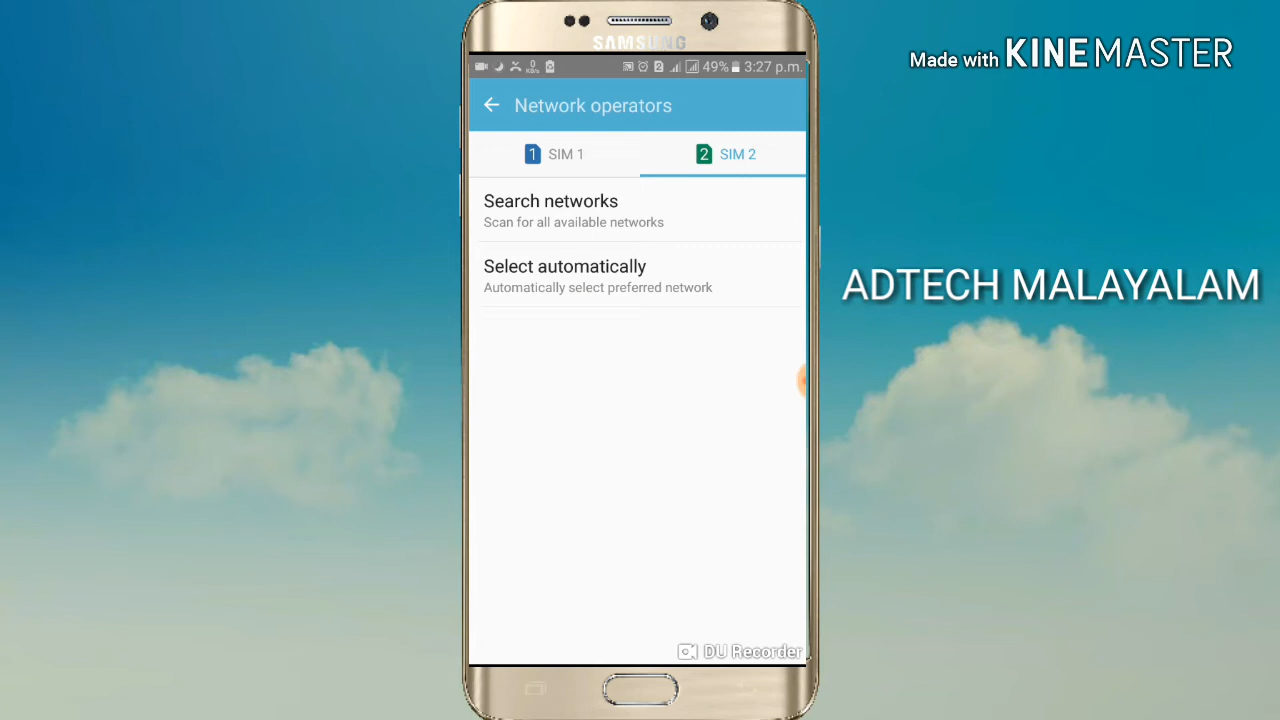 Made with KINEMASTER
SAMSUNG
49% 3:27 p.m.
Network operators
1 SIM 1
2 SIM 2
Search networks
Scan for all available networks
Select automatically
Automatically select preferred network
ADTECH MALAYALAM
DU Recorder